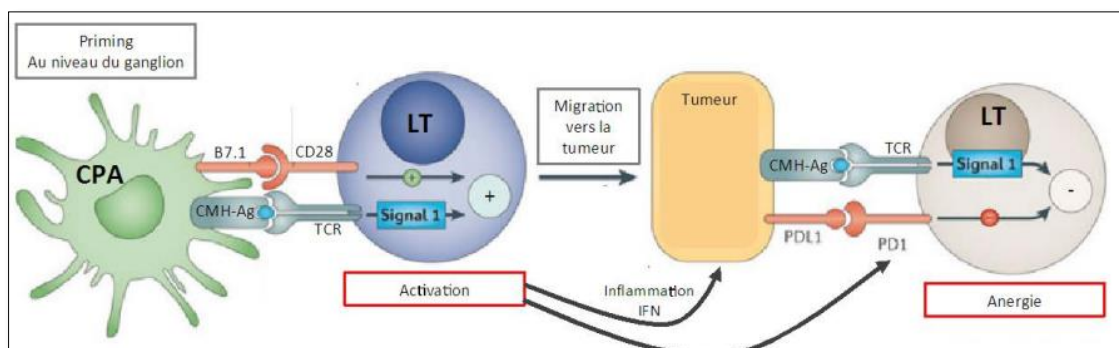 Priming
Au niveau du ganglion
CPA
B7.1
CD28
LT
+
+
CMH-Ag
TCR
Signal 1
Activation
Migration
vers la
tumeur
Inflammation
IFN
Tumeur
CMH-Ag
TCR
LT
Signal 1
-
PDL1
PD1
-
Anergie